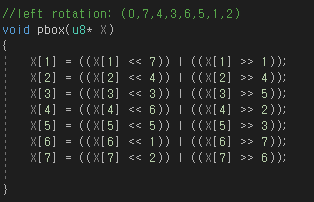 //left rotation: (0,7,4,3,6,5,1,2)
void pbox(u8* X)
{
X[1] = ((X[1] << 7)) | ((X[1] >> 1));
X[2] = ((X[2] << 4)) | ((X[2] >> 4));
X[3] = ((X[3] << 3)) | ((X[3] >> 5));
X[4] = ((X[4] << 6)) | ((X[4] >> 2));
X[5] = ((X[5] << 5)) | ((X[5] >> 3));
X[6] = ((X[6] << 1)) | ((X[6] >> 7));
X[7] = ((X[7] << 2)) | ((X[7] >> 6));
}